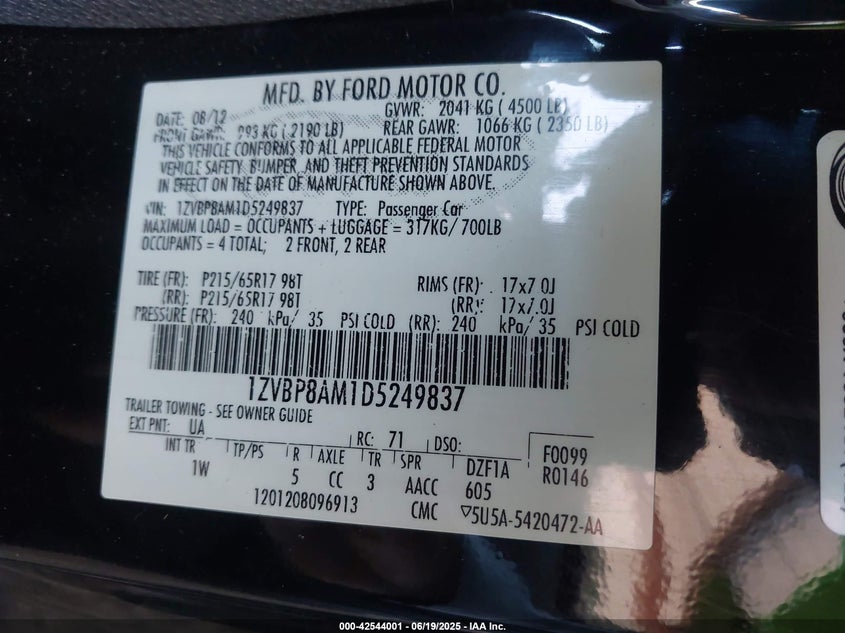 MFD. BY FORD MOTOR CO.
DATE: 08/12 GVWR: 2041 KG ( 4500 LB)
FRONT GAWR: 993 KG ( 2190 LB) REAR GAWR: 1066 KG ( 2350 LB)
THIS VEHICLE CONFORMS TO ALL APPLICABLE FEDERAL MOTOR
VEHICLE SAFETY, BUMPER, AND THEFT PREVENTION STANDARDS
IN EFFECT ON THE DATE OF MANUFACTURE SHOWN ABOVE.
VIN: 1ZVBP8AM1D5249837 TYPE: Passenger Car
MAXIMUM LOAD = OCCUPANTS + LUGGAGE = 317KG/ 700LB
OCCUPANTS = 4 TOTAL; 2 FRONT, 2 REAR
TIRE (FR): P215/65R17 98T RIMS (FR): 17x7.0J
(RR): P215/65R17 98T (RR): 17x7.0J
PRESSURE (FR): 240 kPa/ 35 PSI COLD (RR): 240 kPa/ 35 PSI COLD
1ZVBP8AM1D5249837
TRAILER TOWING - SEE OWNER GUIDE
EXT PNT: UA RC: 71 DSO: F0099
INT TR TP/PS R AXLE TR SPR DZF1A R0146
1W 5 CC 3 AACC 605
1201208096913 CMC ▽5U5A-5420472-AA
000-42544001 - 06/19/2025 - IAA Inc.